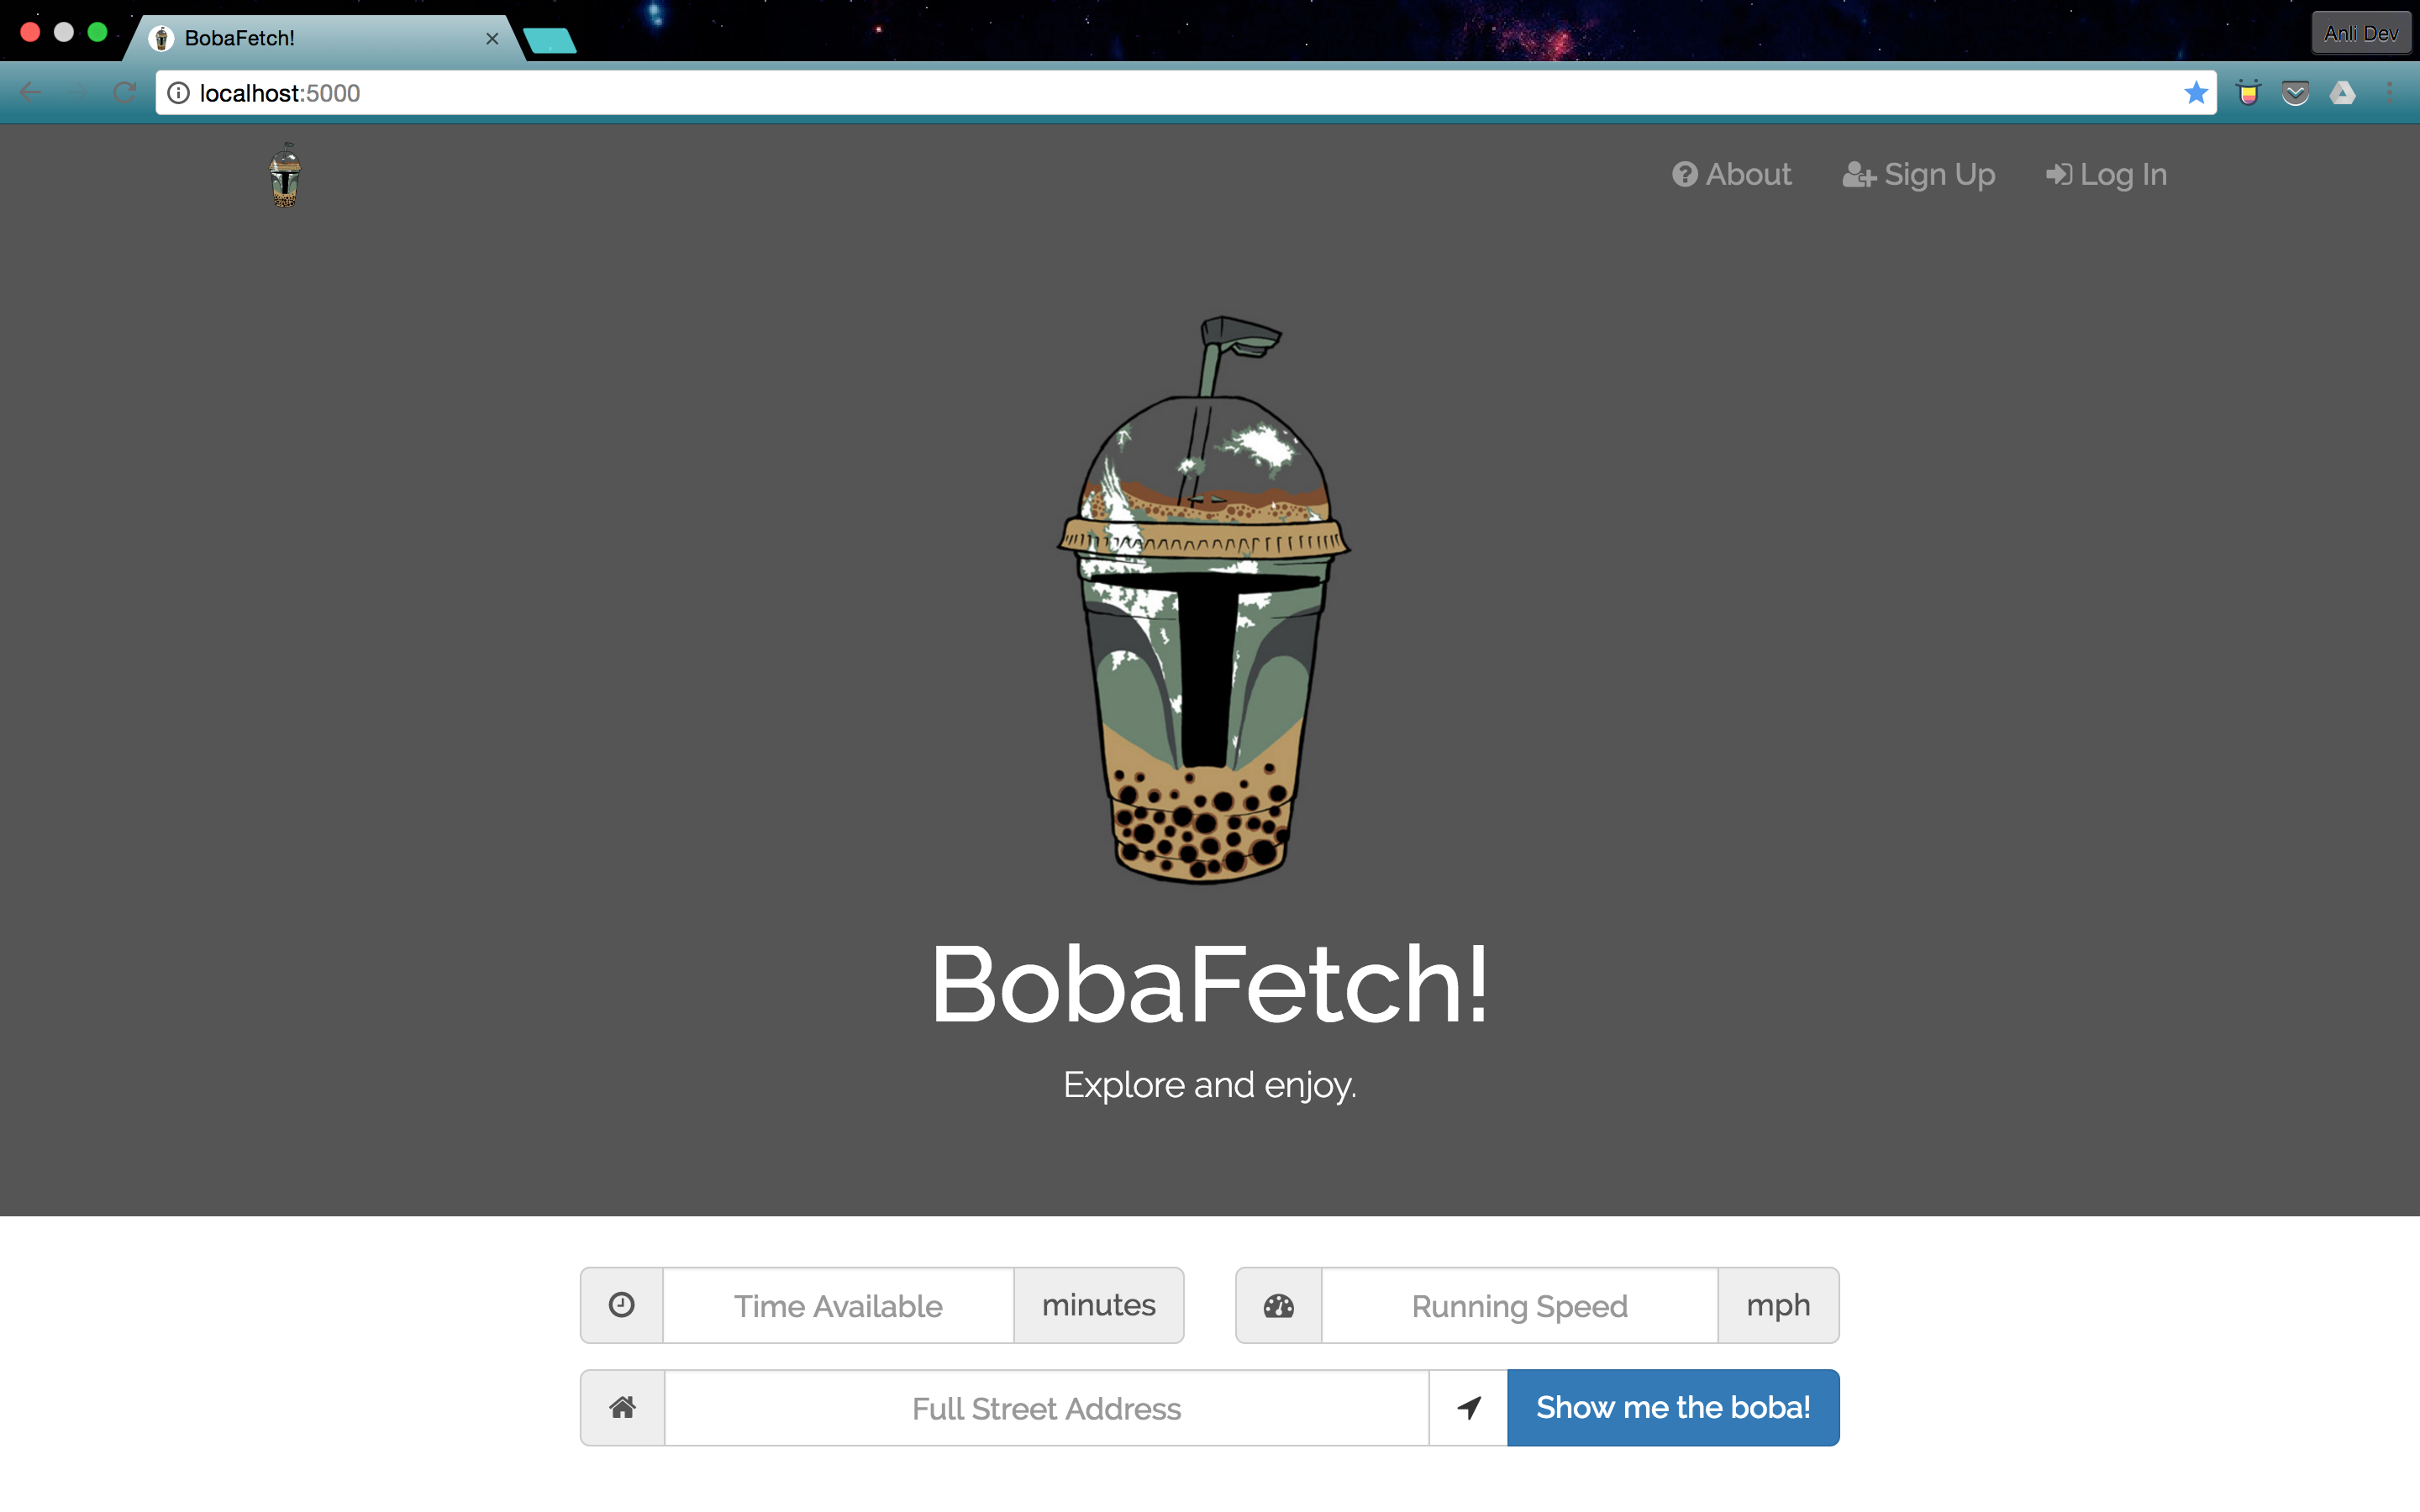 BobaFetch!
Anli Dev
localhost:5000
About
Sign Up
Log In
BobaFetch!
Explore and enjoy.
Time Available
minutes
Running Speed
mph
Full Street Address
Show me the boba!